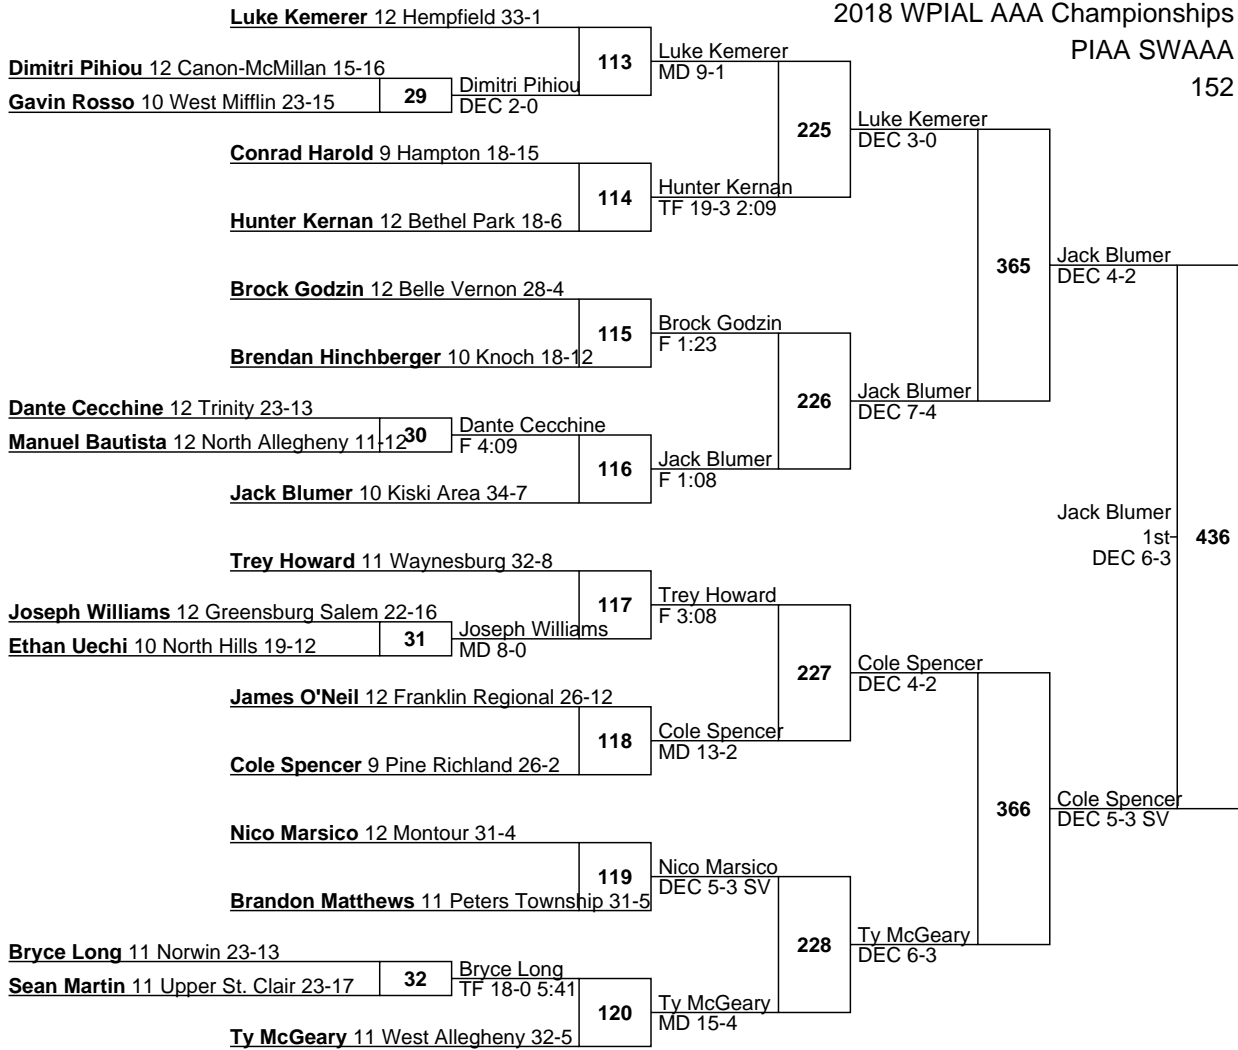 2018 WPIAL AAA Championships
PIAA SWAAA
152
Luke Kemerer 12 Hempfield 33-1
113
Luke Kemerer
MD 9-1
Dimitri Pihiou 12 Canon-McMillan 15-16
29
Dimitri Pihiou
DEC 2-0
Gavin Rosso 10 West Mifflin 23-15
225
Luke Kemerer
DEC 3-0
Conrad Harold 9 Hampton 18-15
114
Hunter Kernan
TF 19-3 2:09
Hunter Kernan 12 Bethel Park 18-6
365
Jack Blumer
DEC 4-2
Brock Godzin 12 Belle Vernon 28-4
115
Brock Godzin
F 1:23
Brendan Hinchberger 10 Knoch 18-12
226
Jack Blumer
DEC 7-4
Dante Cecchine 12 Trinity 23-13
30
Dante Cecchine
F 4:09
Manuel Bautista 12 North Allegheny 11-12
116
Jack Blumer
F 1:08
Jack Blumer 10 Kiski Area 34-7
Jack Blumer
1st
DEC 6-3
436
Trey Howard 11 Waynesburg 32-8
117
Trey Howard
F 3:08
Joseph Williams 12 Greensburg Salem 22-16
31
Joseph Williams
MD 8-0
Ethan Uechi 10 North Hills 19-12
227
Cole Spencer
DEC 4-2
James O'Neil 12 Franklin Regional 26-12
118
Cole Spencer
MD 13-2
Cole Spencer 9 Pine Richland 26-2
366
Cole Spencer
DEC 5-3 SV
Nico Marsico 12 Montour 31-4
119
Nico Marsico
DEC 5-3 SV
Brandon Matthews 11 Peters Township 31-5
228
Ty McGeary
DEC 6-3
Bryce Long 11 Norwin 23-13
32
Bryce Long
TF 18-0 5:41
Sean Martin 11 Upper St. Clair 23-17
120
Ty McGeary
MD 15-4
Ty McGeary 11 West Allegheny 32-5